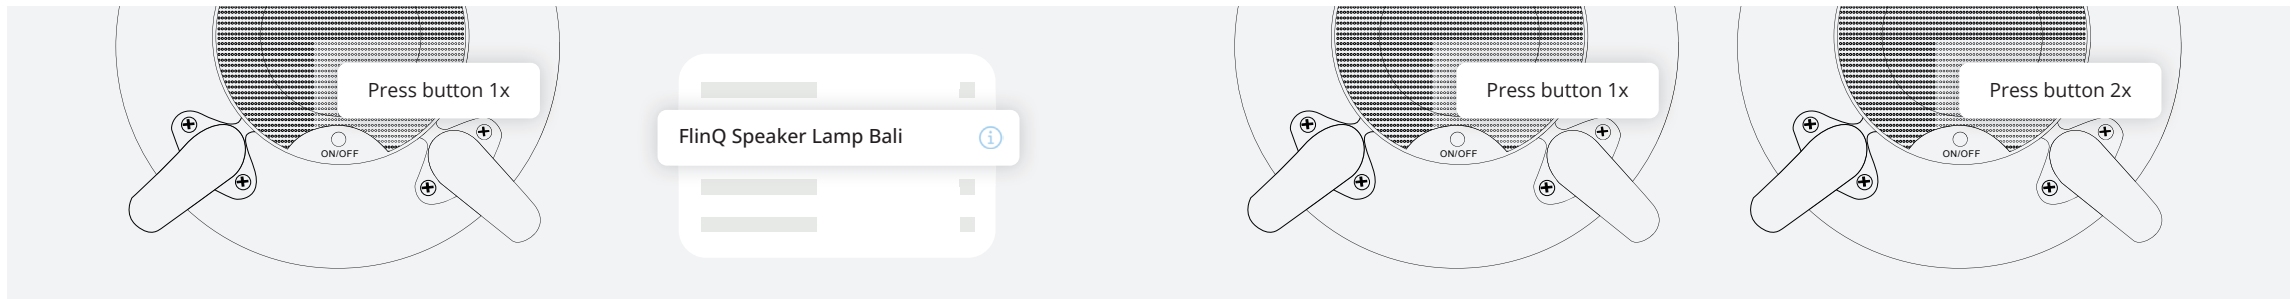 Press button 1x
ON/OFF
FlinQ Speaker Lamp Bali
Press button 1x
ON/OFF
Press button 2x
ON/OFF